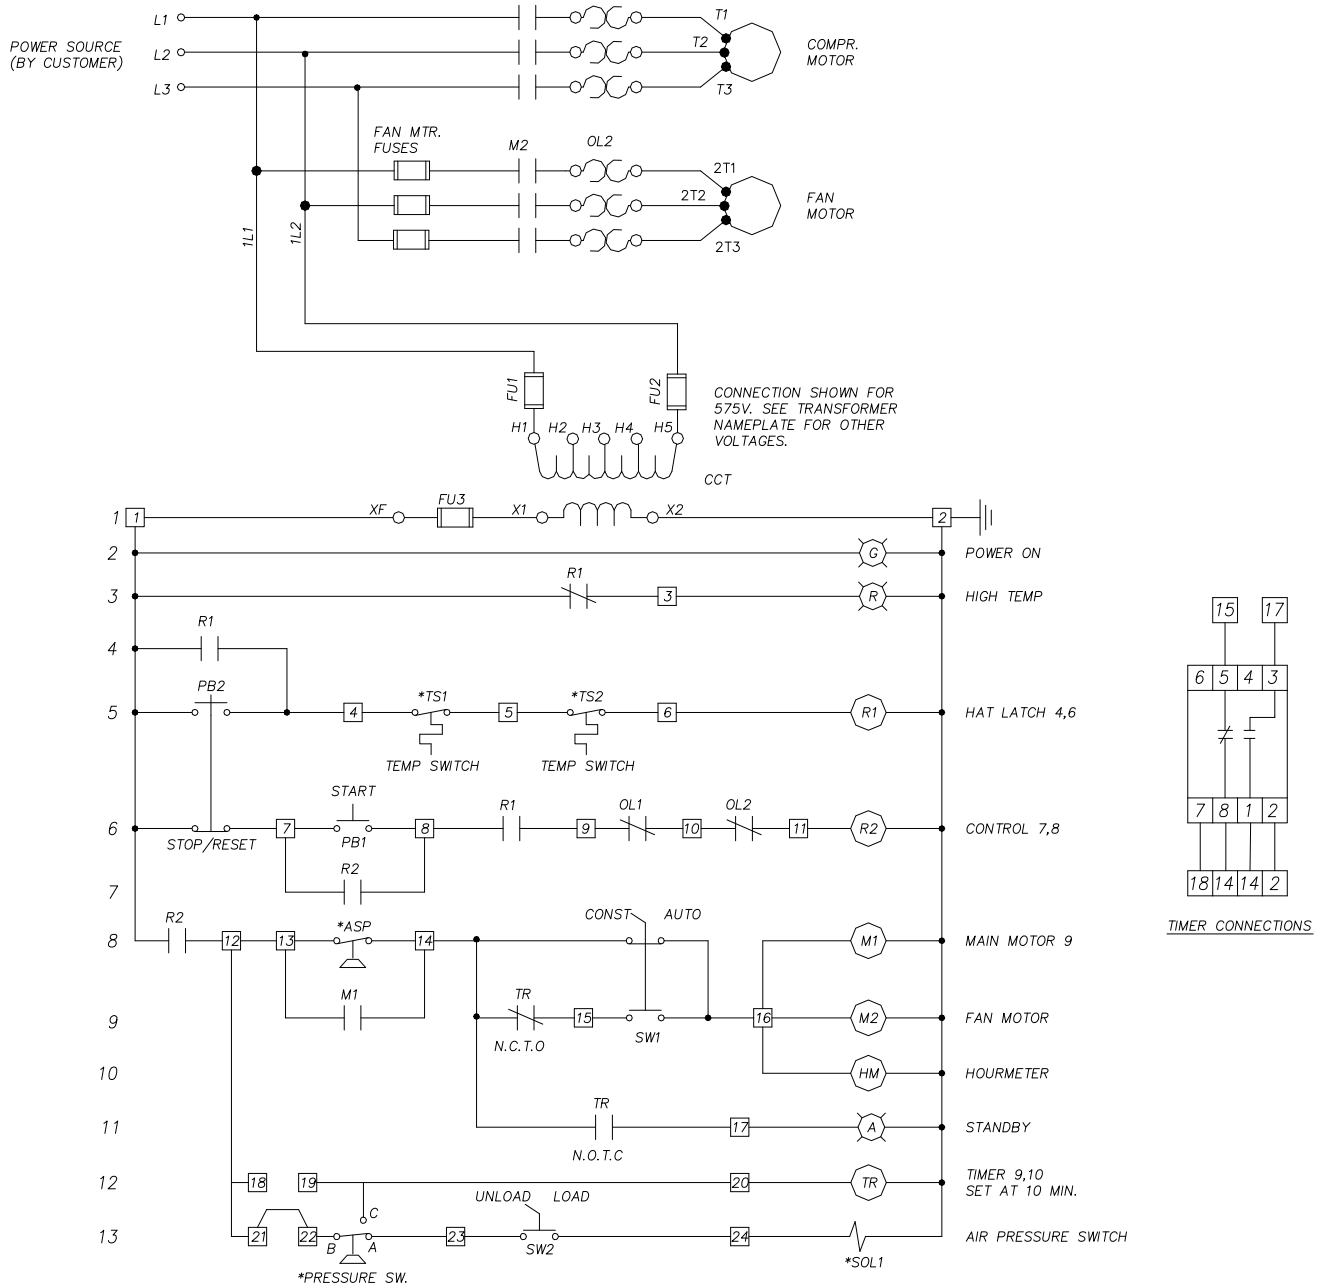 L1
T1
POWER SOURCE
(BY CUSTOMER)
L2
T2
COMPR.
MOTOR
L3
T3
FAN MTR.
FUSES
M2
OL2
2T1
2T2
FAN
MOTOR
1L1
1L2
2T3
FU1
FU2
CONNECTION SHOWN FOR
575V. SEE TRANSFORMER
NAMEPLATE FOR OTHER
VOLTAGES.
H1 H2 H3 H4 H5
CCT
1 1 XF FU3 X1 X2 2
2 G POWER ON
3 R1 3 R HIGH TEMP
4 R1
5 PB2 4 *TS1 5 *TS2 6 R1 HAT LATCH 4,6
TEMP SWITCH TEMP SWITCH
START
6 7 8 R1 9 OL1 10 OL2 11 R2 CONTROL 7,8
STOP/RESET PB1
7 R2
CONST AUTO
8 R2 12 13 *ASP 14 M1 MAIN MOTOR 9
9 M1 TR 15 16 M2 FAN MOTOR
N.C.T.O SW1
10 HM HOURMETER
11 TR 17 A STANDBY
N.O.T.C
12 18 19 20 TR TIMER 9,10
SET AT 10 MIN.
UNLOAD LOAD
C
13 21 22 B A 23 SW2 24 AIR PRESSURE SWITCH
*SOL1
*PRESSURE SW.
15 17
6 5 4 3
7 8 1 2
18 14 14 2
TIMER CONNECTIONS